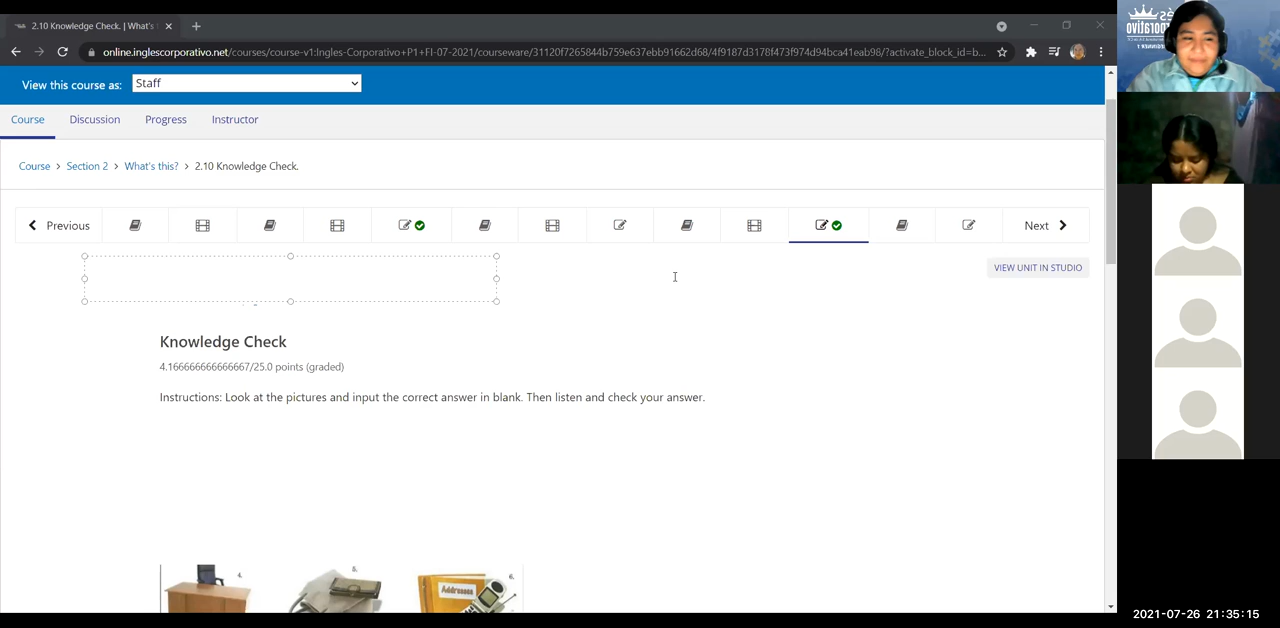 2.10 Knowledge Check. | What's
online.inglescorporativo.net/courses/course-v1:Ingles-Corporativo+P1+FI-07-2021/courseware/31120f7265844b759e637ebb91662d68/4f9187d3178f473f974d94bca41eab98/?activate_block_id=b...
View this course as: Staff
Course Discussion Progress Instructor
Course > Section 2 > What's this? > 2.10 Knowledge Check.
Previous Next
VIEW UNIT IN STUDIO
Knowledge Check
4.166666666666667/25.0 points (graded)
Instructions: Look at the pictures and input the correct answer in blank. Then listen and check your answer.
4. 5. 6.
Addresses
2021-07-26 21:35:15